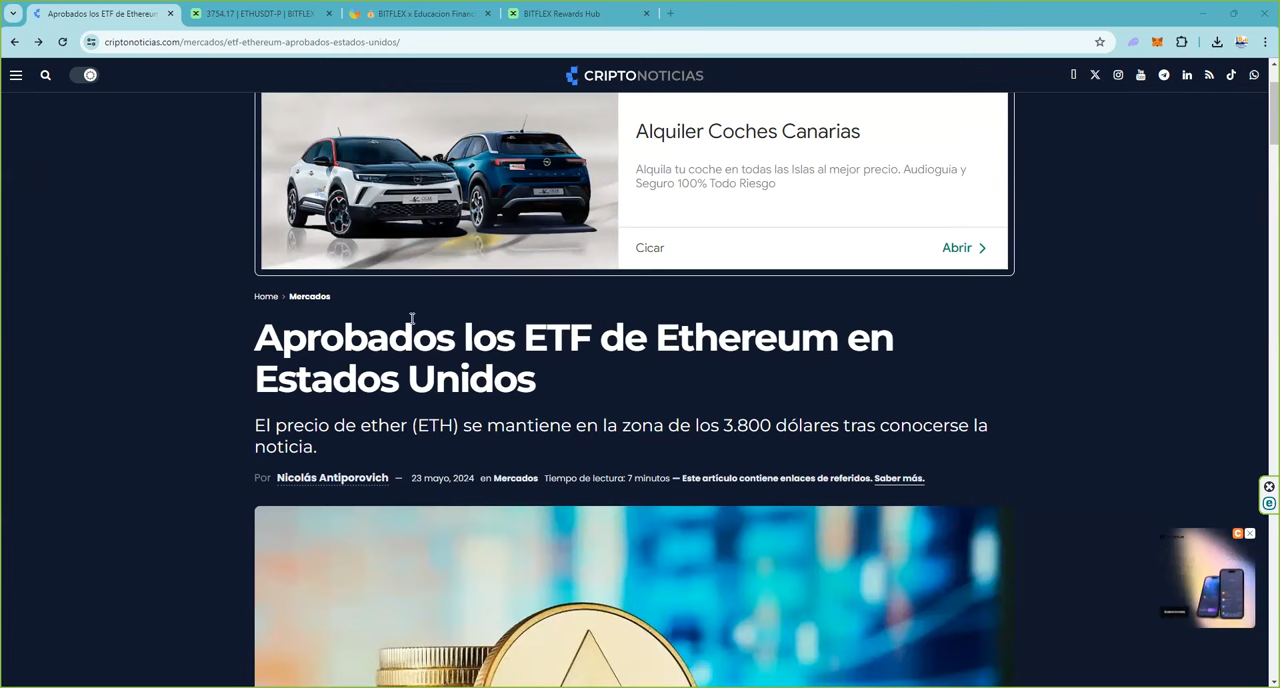 Aprobados los ETF de Ethereum
3754.17 | ETHUSDT-P | BITFLEX
BITFLEX x Educacion Financ
BITFLEX Rewards Hub
criptonoticias.com/mercados/etf-ethereum-aprobados-estados-unidos/
CRIPTONOTICIAS
Alquiler Coches Canarias
Alquila tu coche en todas las Islas al mejor precio. Audioguia y
Seguro 100% Todo Riesgo
Cicar
Abrir
Home > Mercados
Aprobados los ETF de Ethereum en
Estados Unidos
El precio de ether (ETH) se mantiene en la zona de los 3.800 dólares tras conocerse la
noticia.
Por Nicolás Antiporovich — 23 mayo, 2024 en Mercados Tiempo de lectura: 7 minutos — Este artículo contiene enlaces de referidos. Saber más.